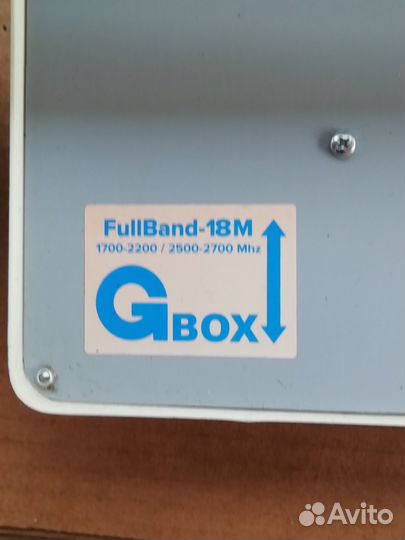 FullBand-18M
1700-2200 / 2500-2700 Mhz
GBOX
Avito